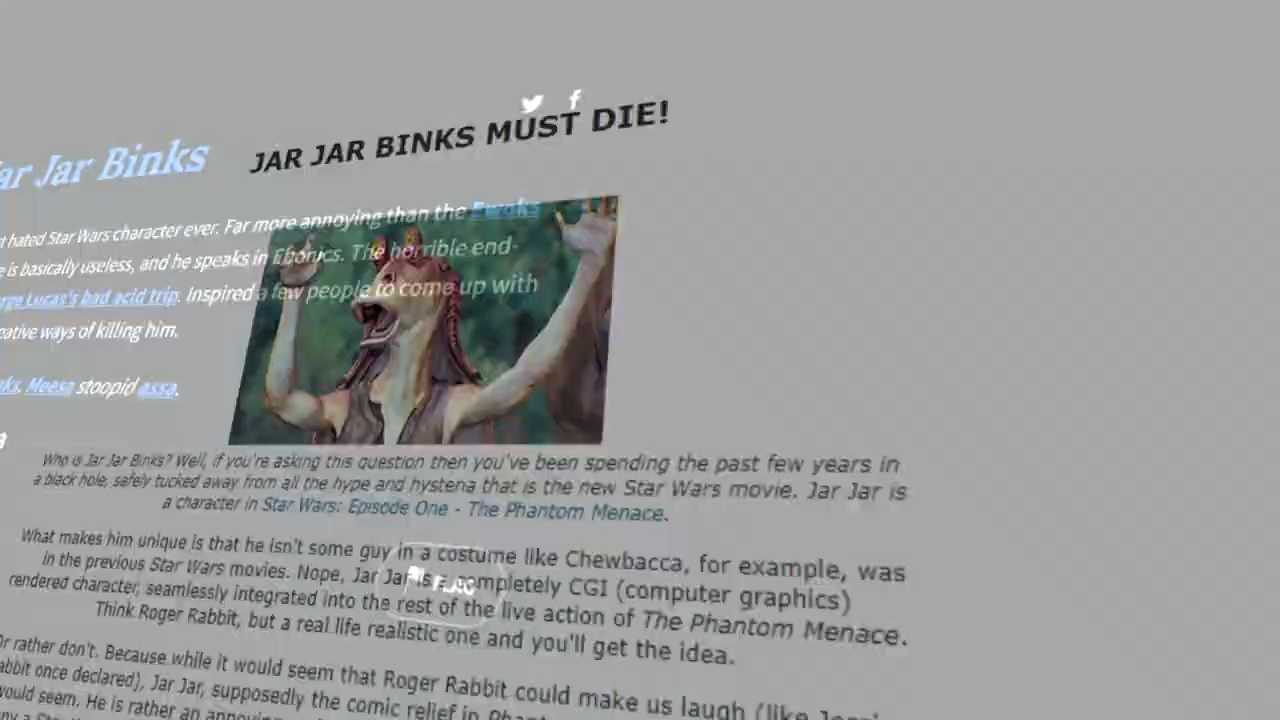 JAR JAR BINKS MUST DIE!
Jar Jar Binks
hated Star Wars character ever. Far more annoying than the Ewoks
is basically useless, and he speaks in Ebonics. The horrible end-
Lucas's bad acid trip. Inspired a few people to come up with
ways of killing him.
Meesa stoopid assa.
Who is Jar Jar Binks? Well, if you're asking this question then you've been spending the past few years in
a black hole, safely tucked away from all the hype and hysteria that is the new Star Wars movie. Jar Jar is
a character in Star Wars: Episode One - The Phantom Menace.
What makes him unique is that he isn't some guy in a costume like Chewbacca, for example, was
in the previous Star Wars movies. Nope, Jar Jar is a completely CGI (computer graphics)
rendered character, seamlessly integrated into the rest of the live action of The Phantom Menace.
Think Roger Rabbit, but a real life realistic one and you'll get the idea.
Or rather don't. Because while it would seem that Roger Rabbit could make us laugh (like
once declared), Jar Jar, supposedly the comic relief in
would seem. He is rather an